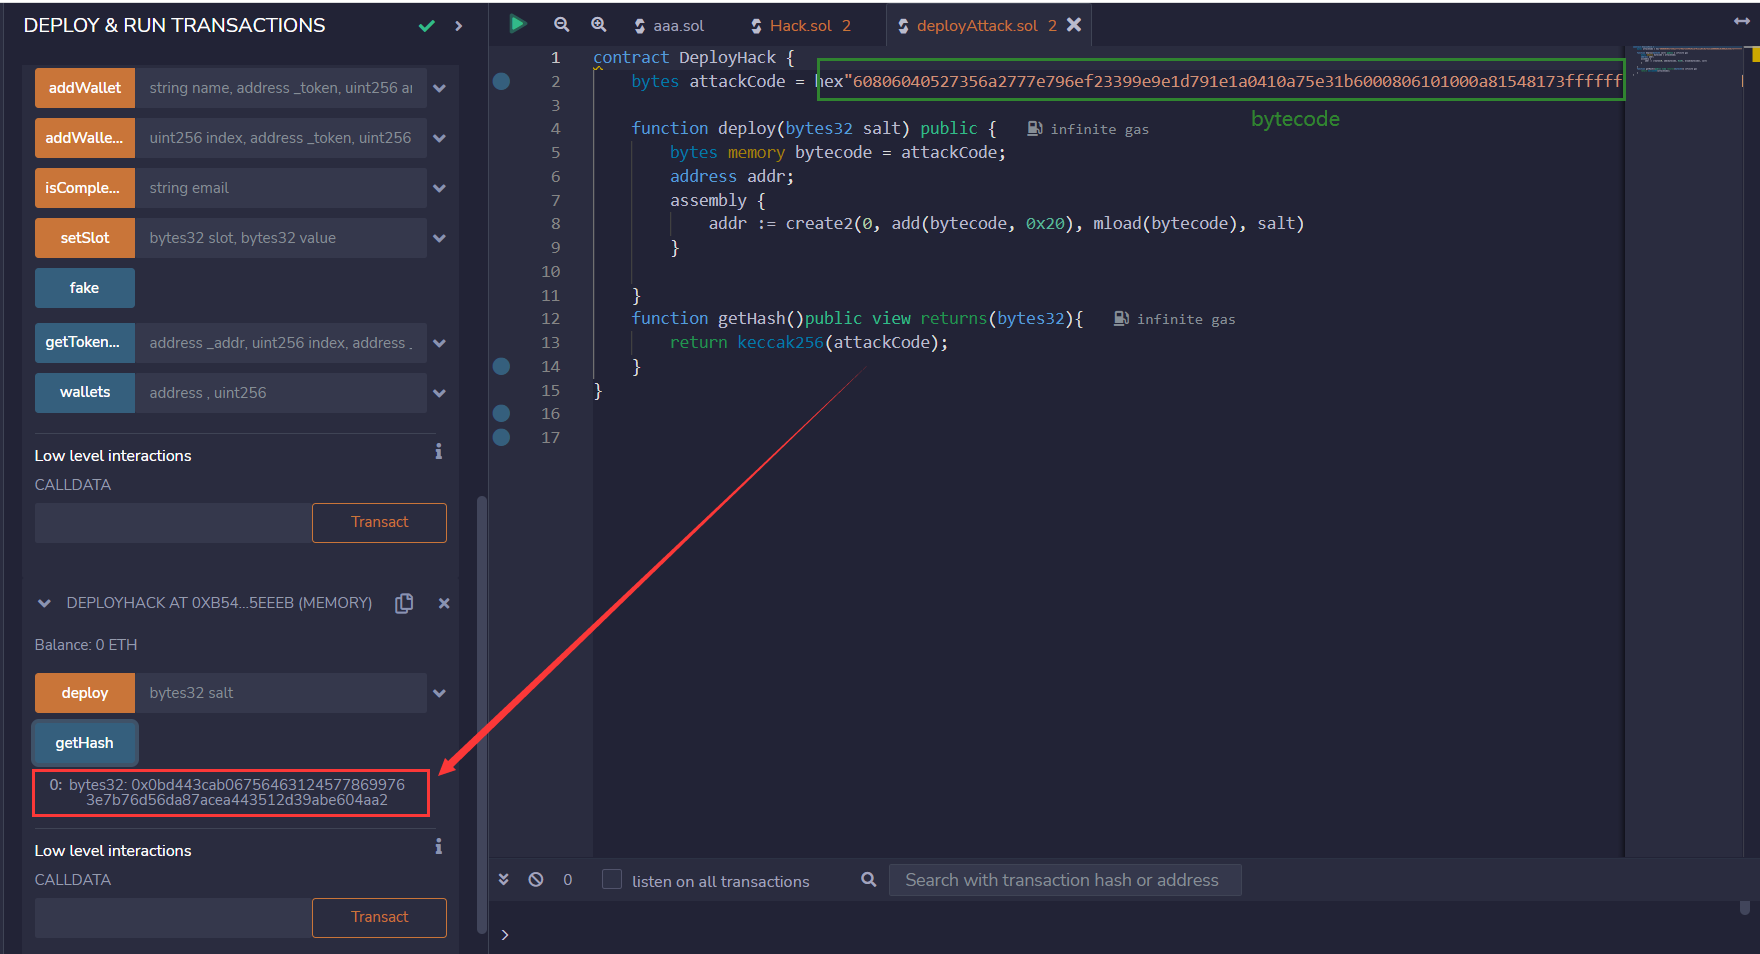 DEPLOY & RUN TRANSACTIONS
addWallet string name, address _token, uint256 ar
addWalle... uint256 index, address _token, uint256
isComple... string email
setSlot bytes32 slot, bytes32 value
fake
getToken... address _addr, uint256 index, address _
wallets address , uint256
Low level interactions
CALLDATA
Transact
DEPLOYHACK AT 0XB54...5EEEB (MEMORY)
Balance: 0 ETH
deploy bytes32 salt
getHash
0: bytes32: 0x0bd443cab06756463124577869976
3e7b76d56da87acea443512d39abe604aa2
Low level interactions
CALLDATA
Transact
aaa.sol Hack.sol 2 deployAttack.sol 2
1 contract DeployHack {
2 bytes attackCode = hex"60806040527356a2777e796ef23399e9e1d791e1a0410a75e31b6000806101000a81548173ffffff
bytecode
3
4 function deploy(bytes32 salt) public { infinite gas
5 bytes memory bytecode = attackCode;
6 address addr;
7 assembly {
8 addr := create2(0, add(bytecode, 0x20), mload(bytecode), salt)
9 }
10
11 }
12 function getHash()public view returns(bytes32){ infinite gas
13 return keccak256(attackCode);
14 }
15 }
16
17
0 listen on all transactions Search with transaction hash or address
>